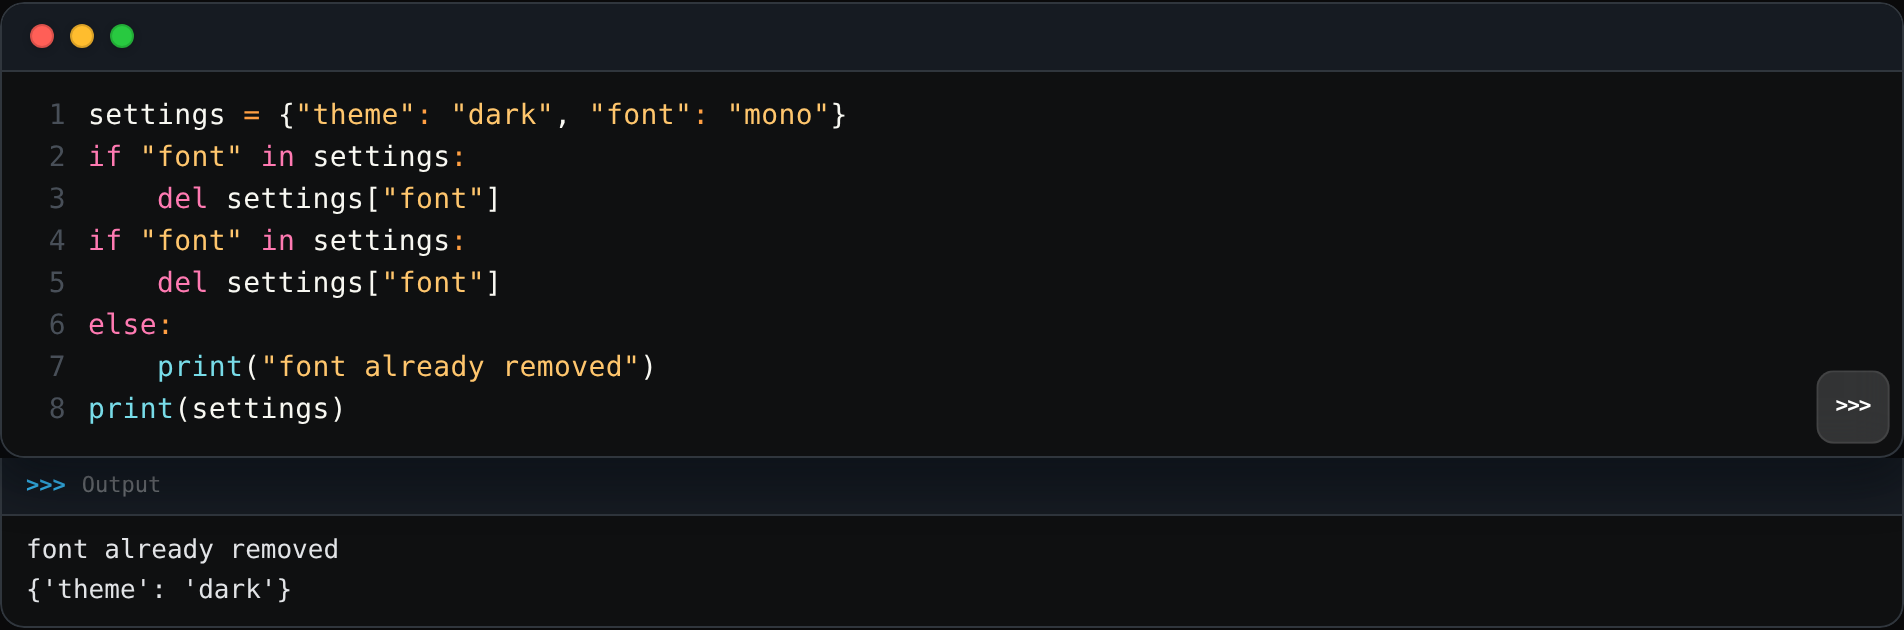 1 settings = {"theme": "dark", "font": "mono"}
2 if "font" in settings:
3     del settings["font"]
4 if "font" in settings:
5     del settings["font"]
6 else:
7     print("font already removed")
8 print(settings)
>>>
>>> Output
font already removed
{'theme': 'dark'}